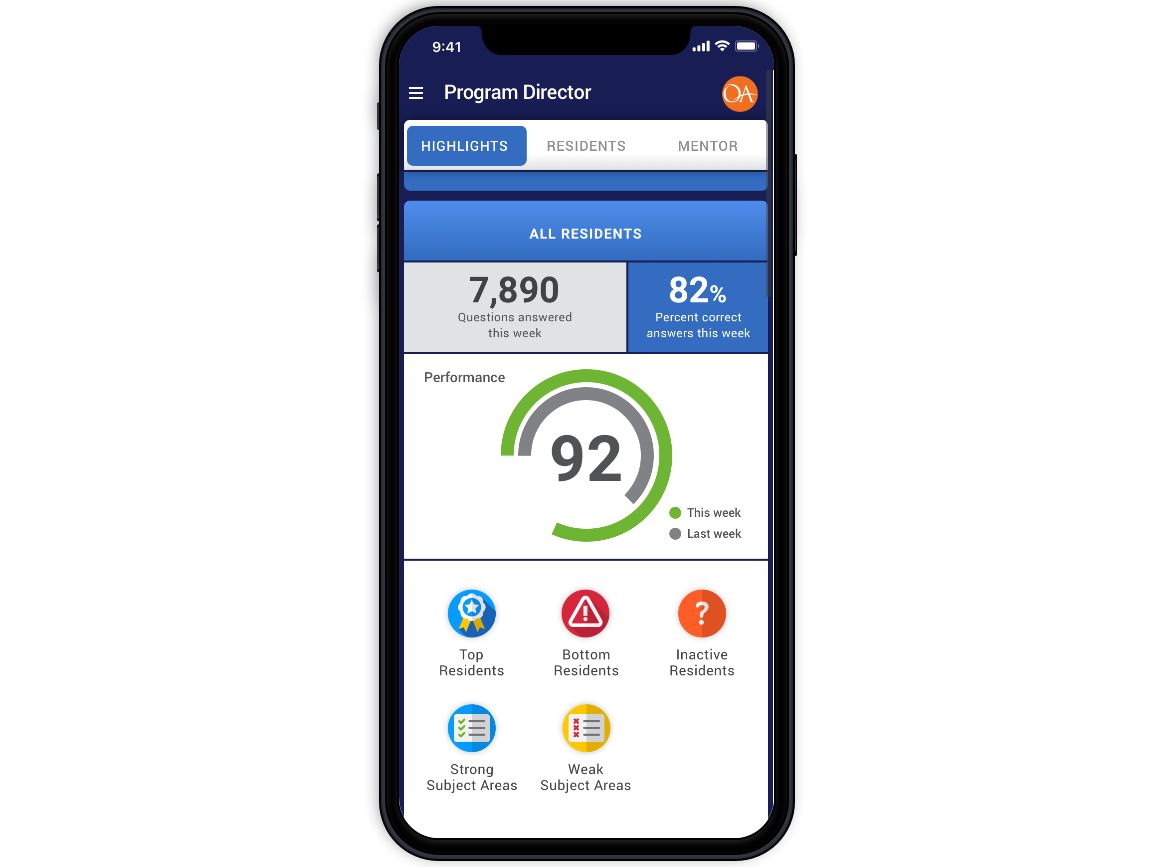 9:41
Program Director
OA
HIGHLIGHTS
RESIDENTS
MENTOR
ALL RESIDENTS
7,890
Questions answered
this week
82%
Percent correct
answers this week
Performance
92
This week
Last week
Top
Residents
Bottom
Residents
?
Inactive
Residents
Strong
Subject Areas
Weak
Subject Areas